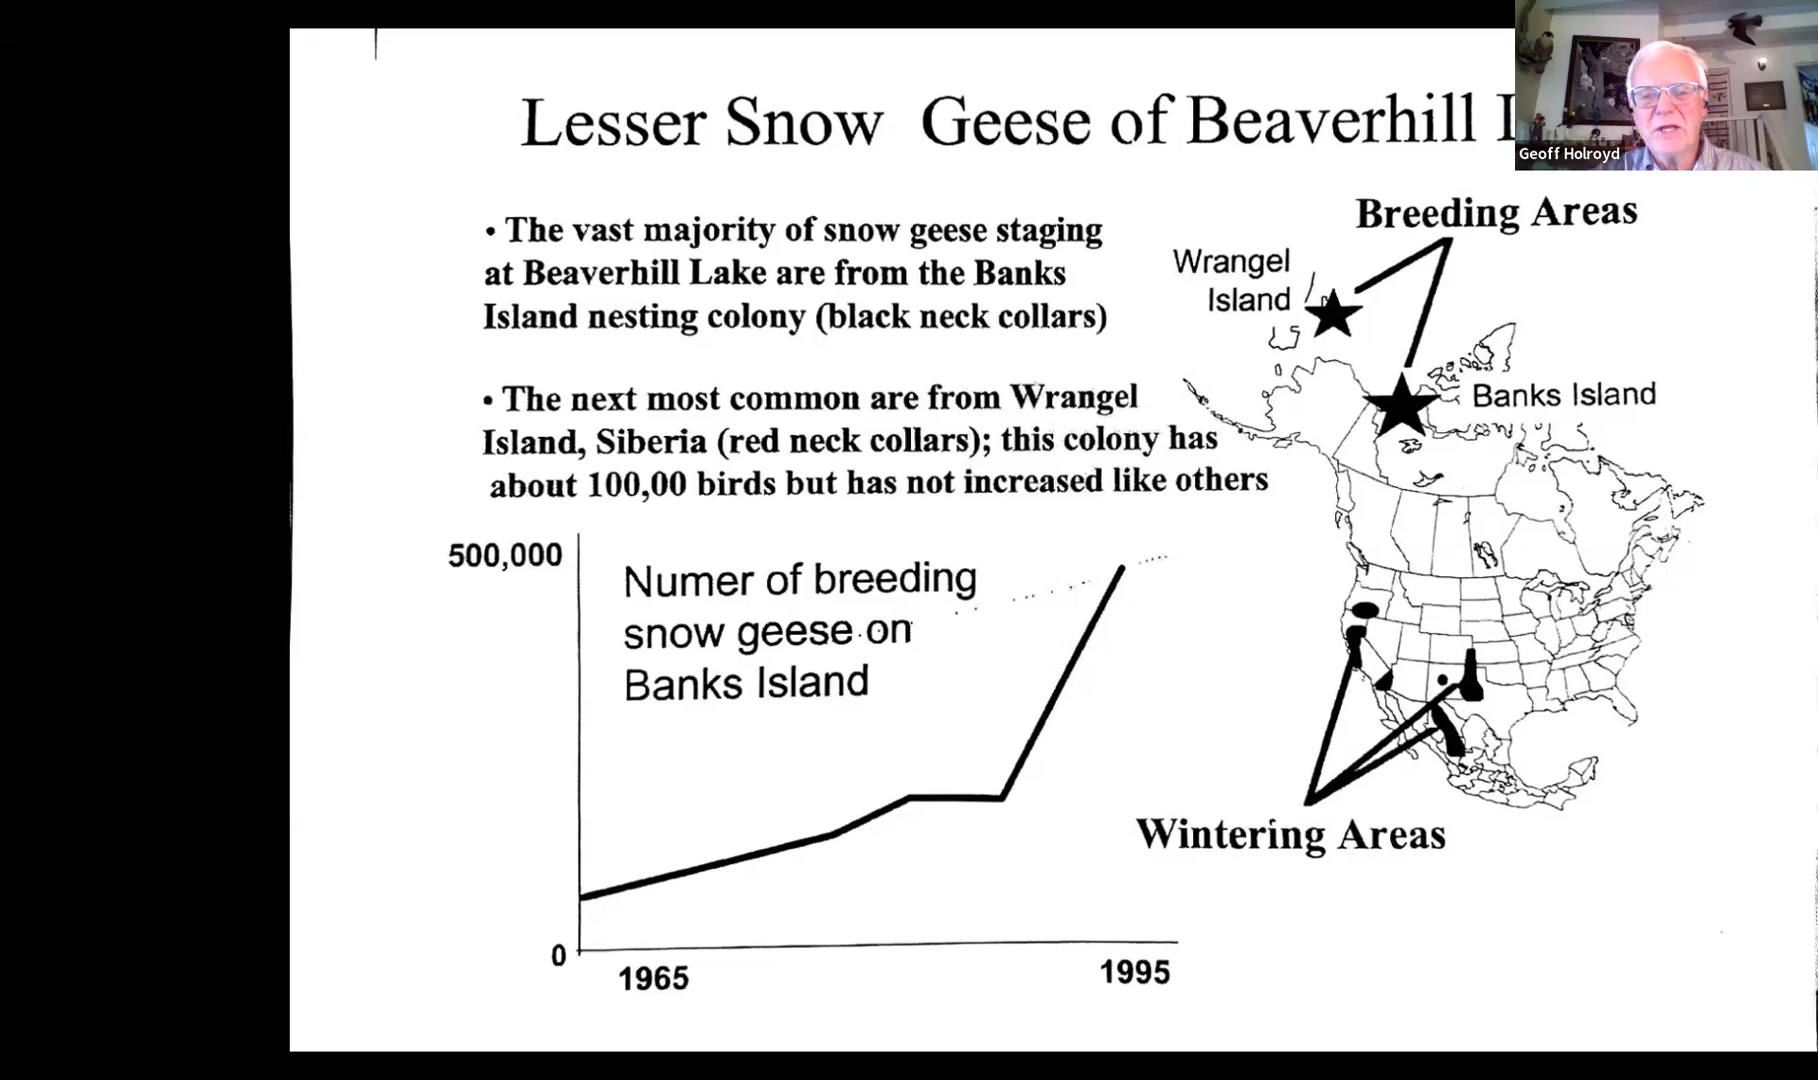 Lesser Snow Geese of Beaverhill L
Geoff Holroyd
• The vast majority of snow geese staging
at Beaverhill Lake are from the Banks
Island nesting colony (black neck collars)
• The next most common are from Wrangel
Island, Siberia (red neck collars); this colony has
about 100,00 birds but has not increased like others
Breeding Areas
Wrangel
Island
Banks Island
Wintering Areas
500,000
Numer of breeding
snow geese on
Banks Island
0
1965
1995